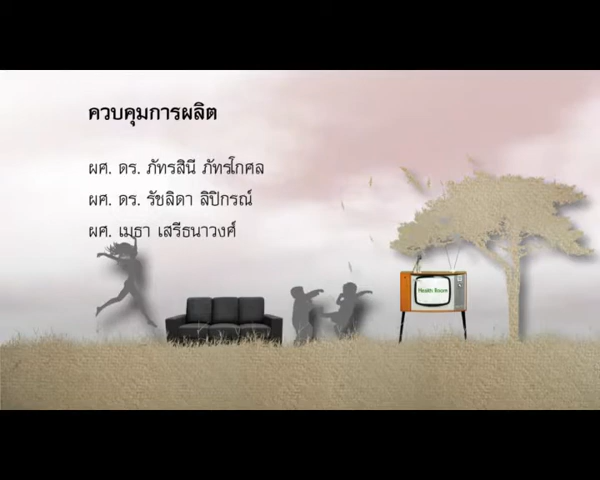 ควบคุมการผลิต
ผศ. ดร. ภัทรสินี ภัทรโกศล
ผศ. ดร. รัชลิดา ลิปิกรณ์
ผศ. เมธา เสรีธนาวงศ์
Health Room